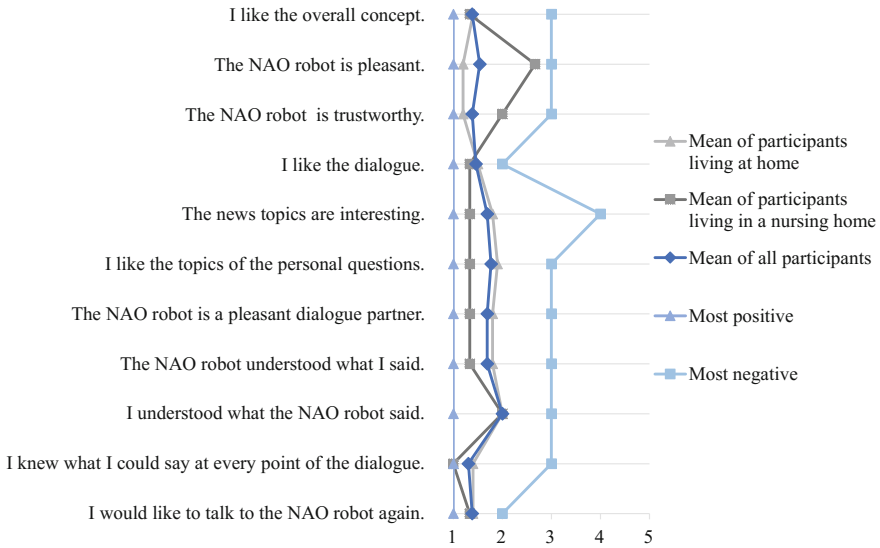 I like the overall concept.
The NAO robot is pleasant.
The NAO robot  is trustworthy.
I like the dialogue.
The news topics are interesting.
I like the topics of the personal questions.
The NAO robot is a pleasant dialogue partner.
The NAO robot understood what I said.
I understood what the NAO robot said.
I knew what I could say at every point of the dialogue.
I would like to talk to the NAO robot again.
1 2 3 4 5
Mean of participants
living at home
Mean of participants
living in a nursing home
Mean of all participants
Most positive
Most negative